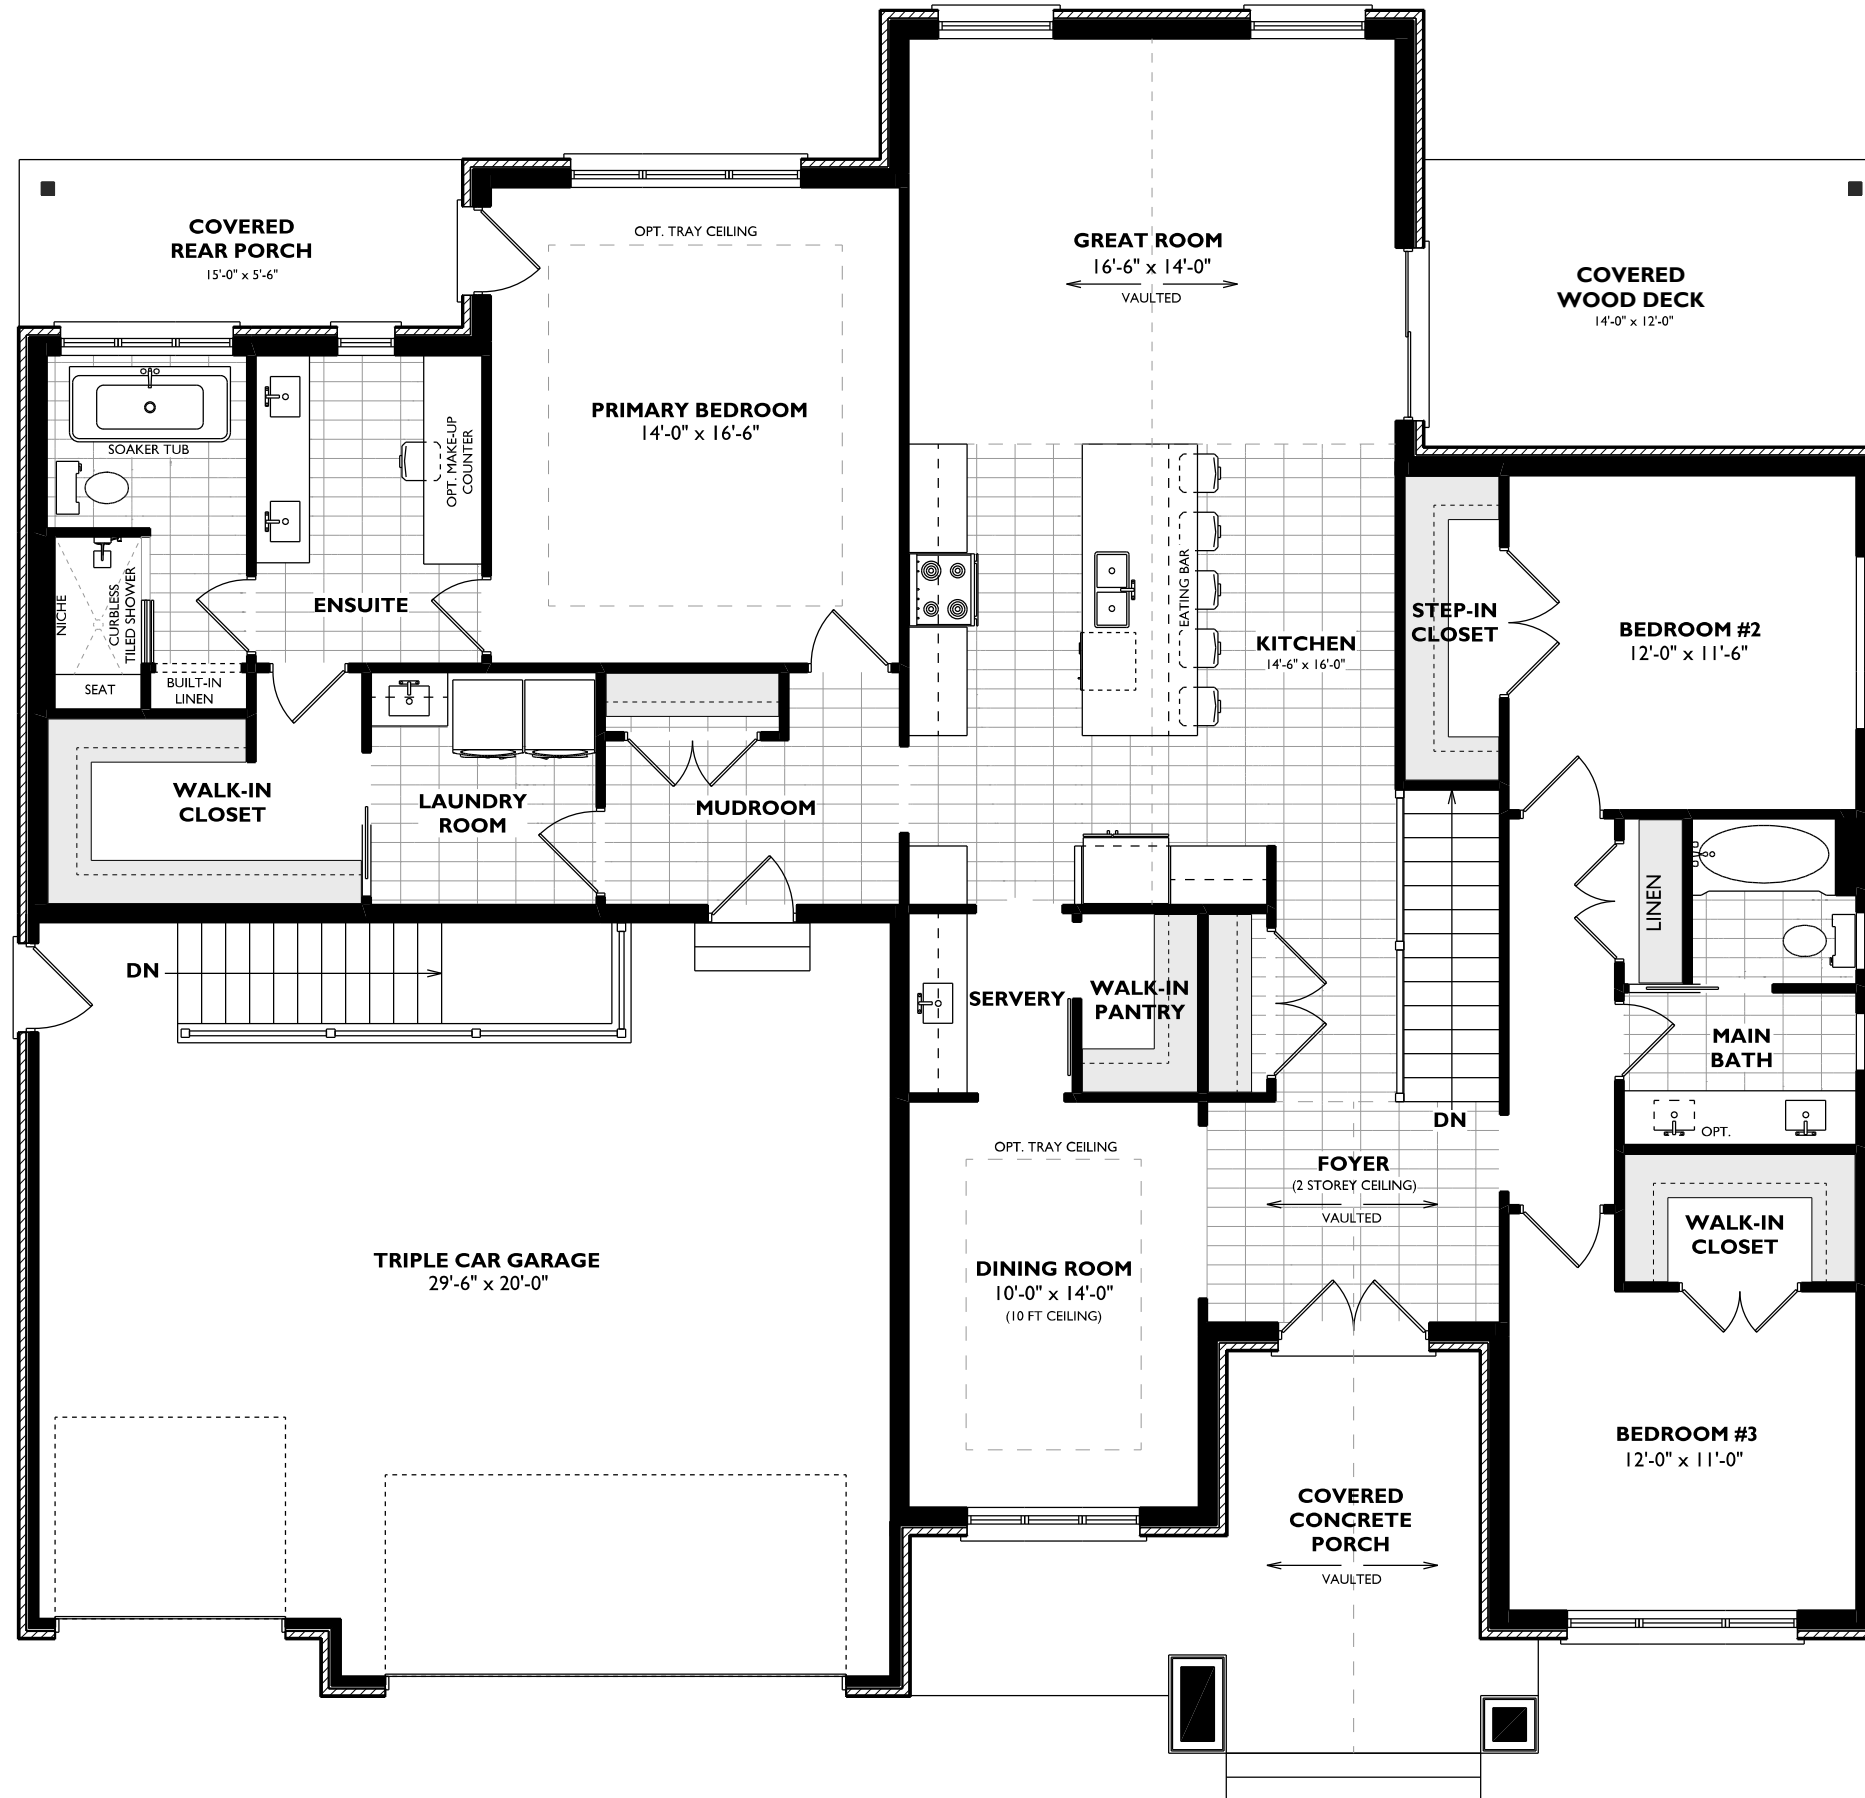 COVERED
REAR PORCH
15'-0" x 5'-6"
OPT. TRAY CEILING
GREAT ROOM
16'-6" x 14'-0"
VAULTED
COVERED
WOOD DECK
14'-0" x 12'-0"
PRIMARY BEDROOM
14'-0" x 16'-6"
SOAKER TUB
OPT. MAKE-UP
COUNTER
NICHE
CURBLESS
TILED SHOWER
SEAT
BUILT-IN
LINEN
ENSUITE
EATING BAR
KITCHEN
14'-6" x 16'-0"
STEP-IN
CLOSET
BEDROOM #2
12'-0" x 11'-6"
WALK-IN
CLOSET
LAUNDRY
ROOM
MUDROOM
LINEN
DN
SERVERY
WALK-IN
PANTRY
MAIN
BATH
OPT.
DN
OPT. TRAY CEILING
FOYER
(2 STOREY CEILING)
VAULTED
WALK-IN
CLOSET
TRIPLE CAR GARAGE
29'-6" x 20'-0"
DINING ROOM
10'-0" x 14'-0"
(10 FT CEILING)
BEDROOM #3
12'-0" x 11'-0"
COVERED
CONCRETE
PORCH
VAULTED